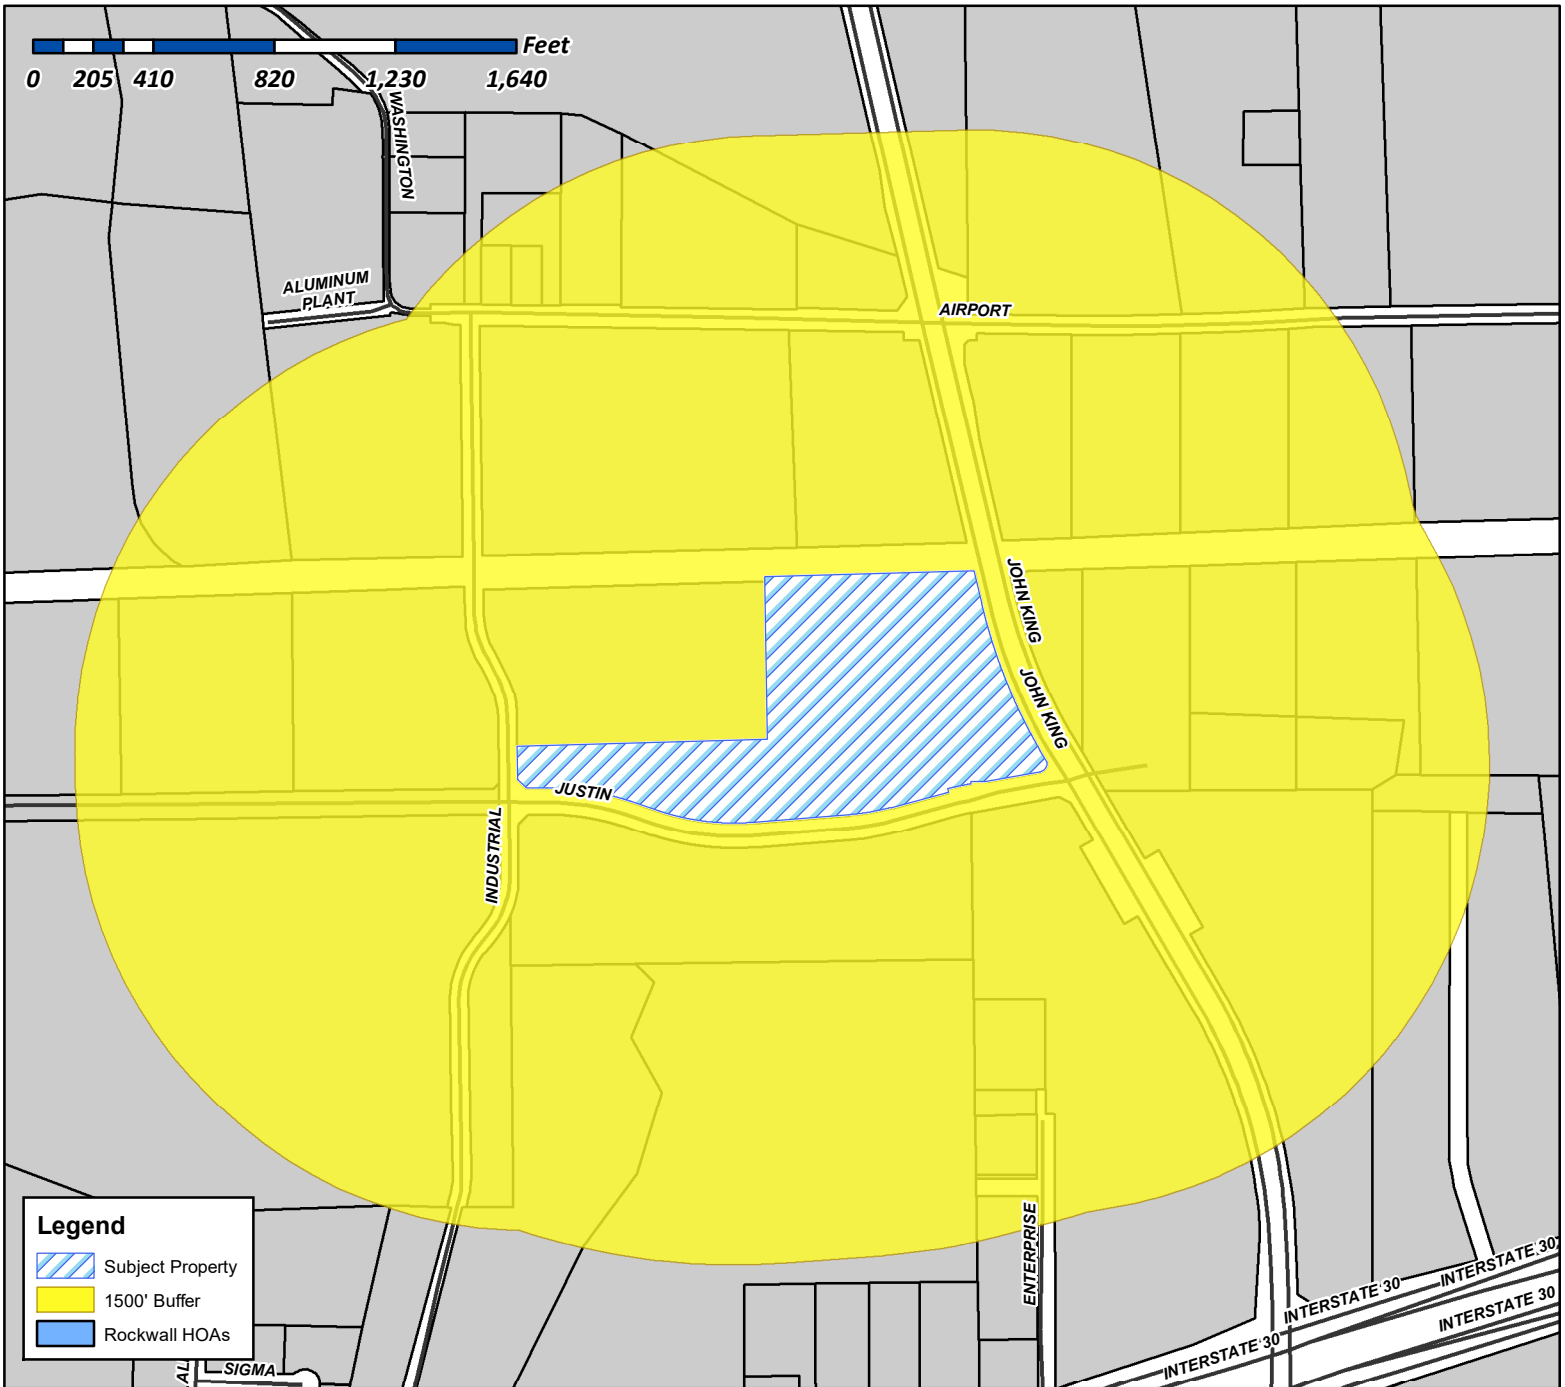 Feet
0 205 410 820 1,230 1,640
WASHINGTON
ALUMINUM
PLANT
AIRPORT
JOHN KING
JOHN KING
JUSTIN
INDUSTRIAL
ENTERPRISE
INTERSTATE 30
INTERSTATE 30
INTERSTATE 30
INTERSTATE 30
Legend
Subject Property
1500' Buffer
Rockwall HOAs
SIGMA